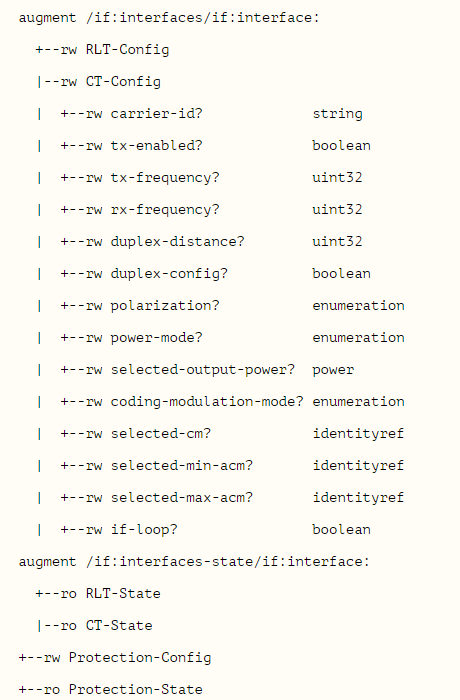 augment /if:interfaces/if:interface:
  +--rw RLT-Config
  |--rw CT-Config
  |  +--rw carrier-id?             string
  |  +--rw tx-enabled?             boolean
  |  +--rw tx-frequency?           uint32
  |  +--rw rx-frequency?           uint32
  |  +--rw duplex-distance?        uint32
  |  +--rw duplex-config?          boolean
  |  +--rw polarization?           enumeration
  |  +--rw power-mode?             enumeration
  |  +--rw selected-output-power?  power
  |  +--rw coding-modulation-mode? enumeration
  |  +--rw selected-cm?            identityref
  |  +--rw selected-min-acm?       identityref
  |  +--rw selected-max-acm?       identityref
  |  +--rw if-loop?                boolean
augment /if:interfaces-state/if:interface:
  +--ro RLT-State
  |--ro CT-State
+--rw Protection-Config
+--ro Protection-State